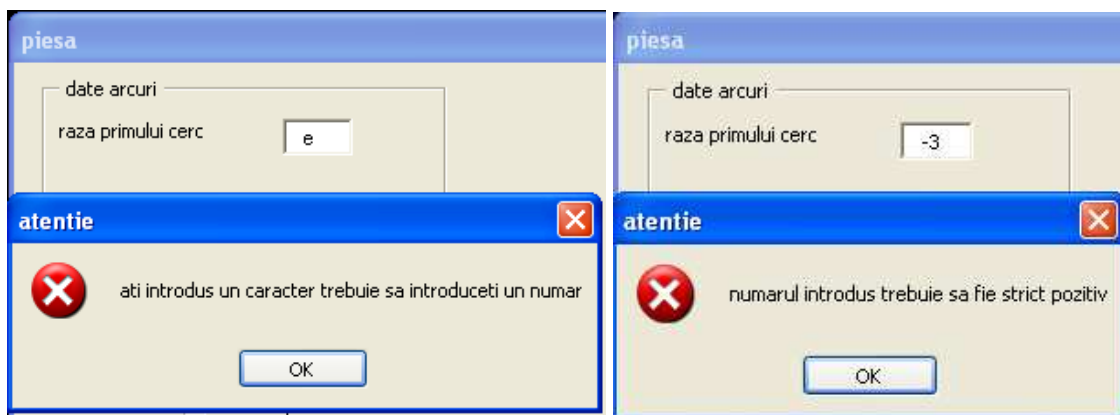 piesa
date arcuri
raza primului cerc e
atentie
ati introdus un caracter trebuie sa introduceti un numar
OK
piesa
date arcuri
raza primului cerc -3
atentie
numarul introdus trebuie sa fie strict pozitiv
OK